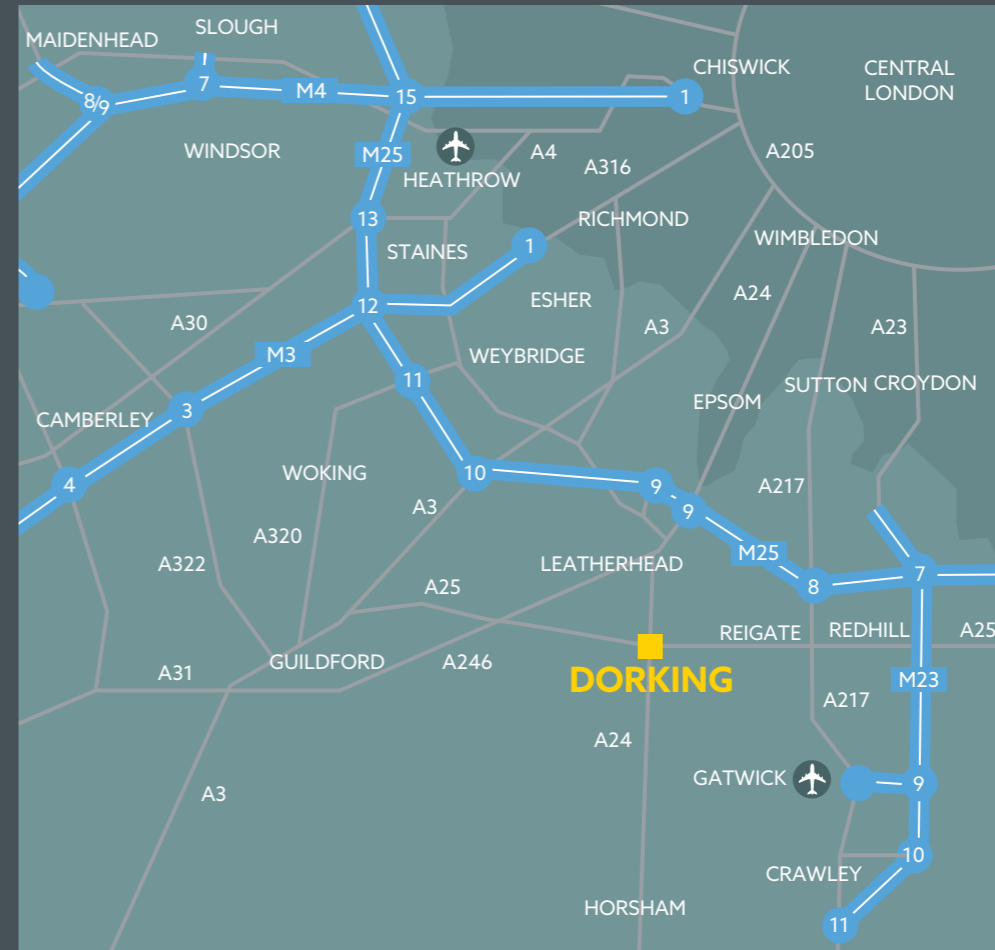 SLOUGH
MAIDENHEAD
CHISWICK
CENTRAL
LONDON
7
M4
8/9
15
1
WINDSOR
M25
HEATHROW
A4
A316
A205
13
RICHMOND
STAINES
1
WIMBLEDON
ESHER
A24
12
A30
A3
A23
M3
WEYBRIDGE
11
SUTTON
CROYDON
EPSOM
3
CAMBERLEY
WOKING
10
4
9
A217
A3
9
A320
M25
A322
LEATHERHEAD
7
A25
8
REIGATE
REDHILL
A25
GUILDFORD
A246
A31
DORKING
M23
A217
A24
GATWICK
9
A3
10
CRAWLEY
HORSHAM
11